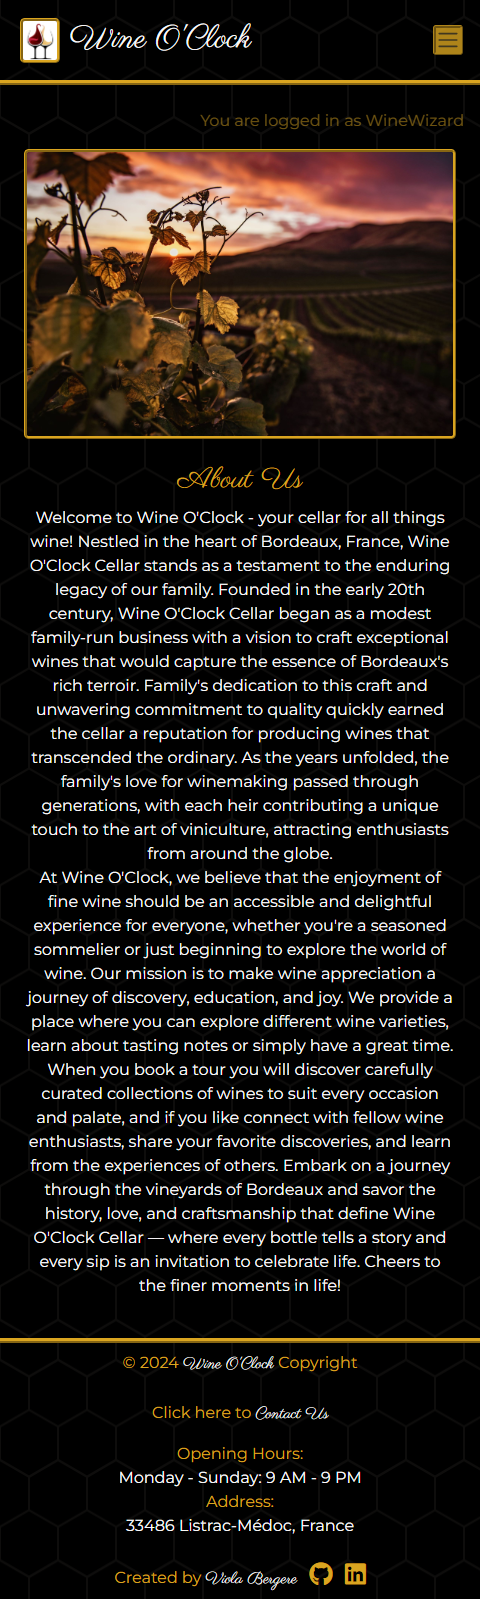 Wine O'Clock
You are logged in as WineWizard
About Us
Welcome to Wine O'Clock - your cellar for all things
wine! Nestled in the heart of Bordeaux, France, Wine
O'Clock Cellar stands as a testament to the enduring
legacy of our family. Founded in the early 20th
century, Wine O'Clock Cellar began as a modest
family-run business with a vision to craft exceptional
wines that would capture the essence of Bordeaux's
rich terroir. Family's dedication to this craft and
unwavering commitment to quality quickly earned
the cellar a reputation for producing wines that
transcended the ordinary. As the years unfolded, the
family's love for winemaking passed through
generations, with each heir contributing a unique
touch to the art of viniculture, attracting enthusiasts
from around the globe.
At Wine O'Clock, we believe that the enjoyment of
fine wine should be an accessible and delightful
experience for everyone, whether you're a seasoned
sommelier or just beginning to explore the world of
wine. Our mission is to make wine appreciation a
journey of discovery, education, and joy. We provide a
place where you can explore different wine varieties,
learn about tasting notes or simply have a great time.
When you book a tour you will discover carefully
curated collections of wines to suit every occasion
and palate, and if you like connect with fellow wine
enthusiasts, share your favorite discoveries, and learn
from the experiences of others. Embark on a journey
through the vineyards of Bordeaux and savor the
history, love, and craftsmanship that define Wine
O'Clock Cellar — where every bottle tells a story and
every sip is an invitation to celebrate life. Cheers to
the finer moments in life!
© 2024 Wine O'Clock Copyright
Click here to Contact Us
Opening Hours:
Monday - Sunday: 9 AM - 9 PM
Address:
33486 Listrac-Médoc, France
Created by Viola Bergere in